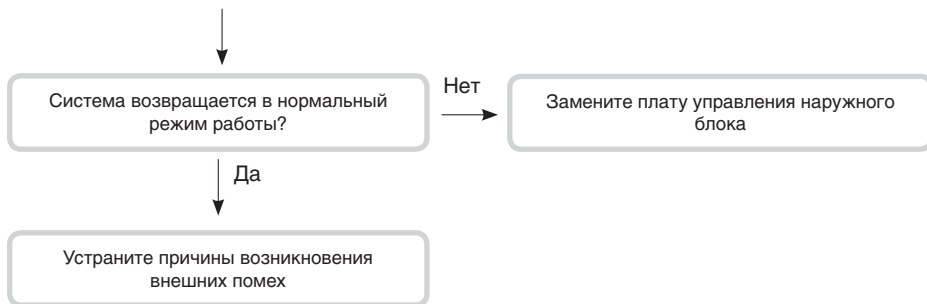 Система возвращается в нормальный
режим работы?
Нет
Замените плату управления наружного
блока
Да
Устраните причины возникновения
внешних помех